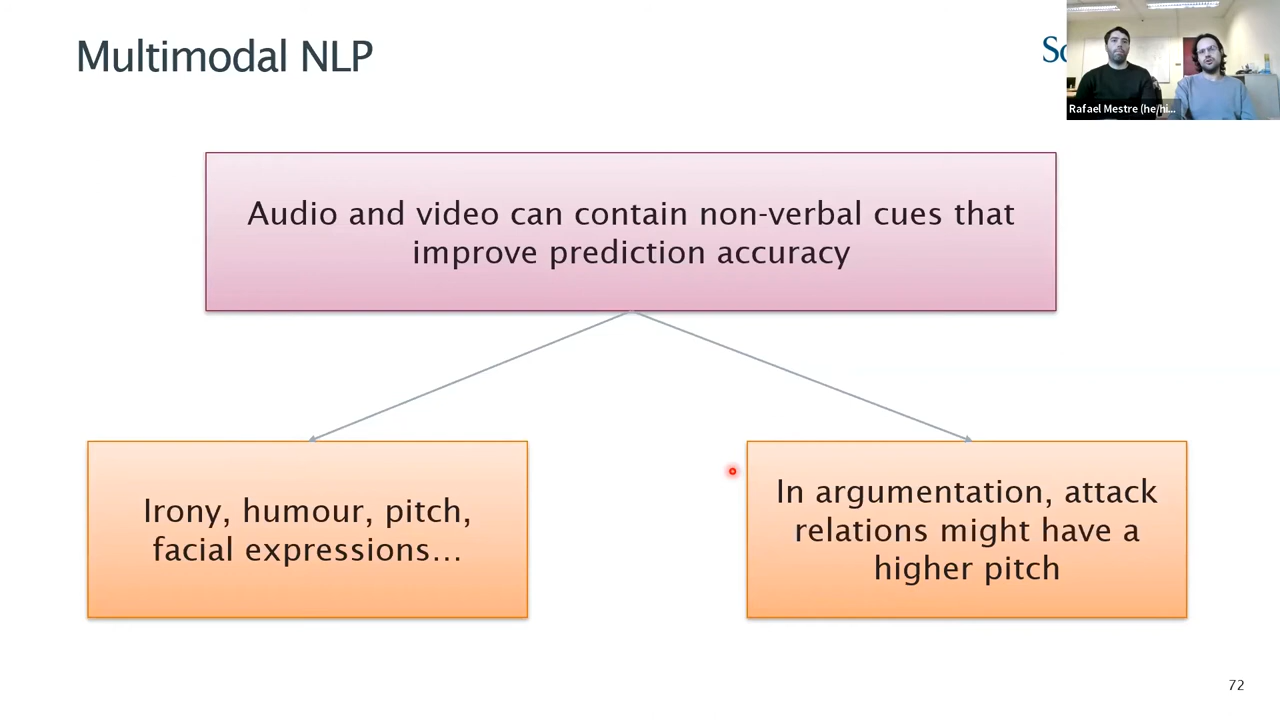 Multimodal NLP
Rafael Mestre (he/hi...
Audio and video can contain non-verbal cues that
improve prediction accuracy
Irony, humour, pitch,
facial expressions...
In argumentation, attack
relations might have a
higher pitch
72